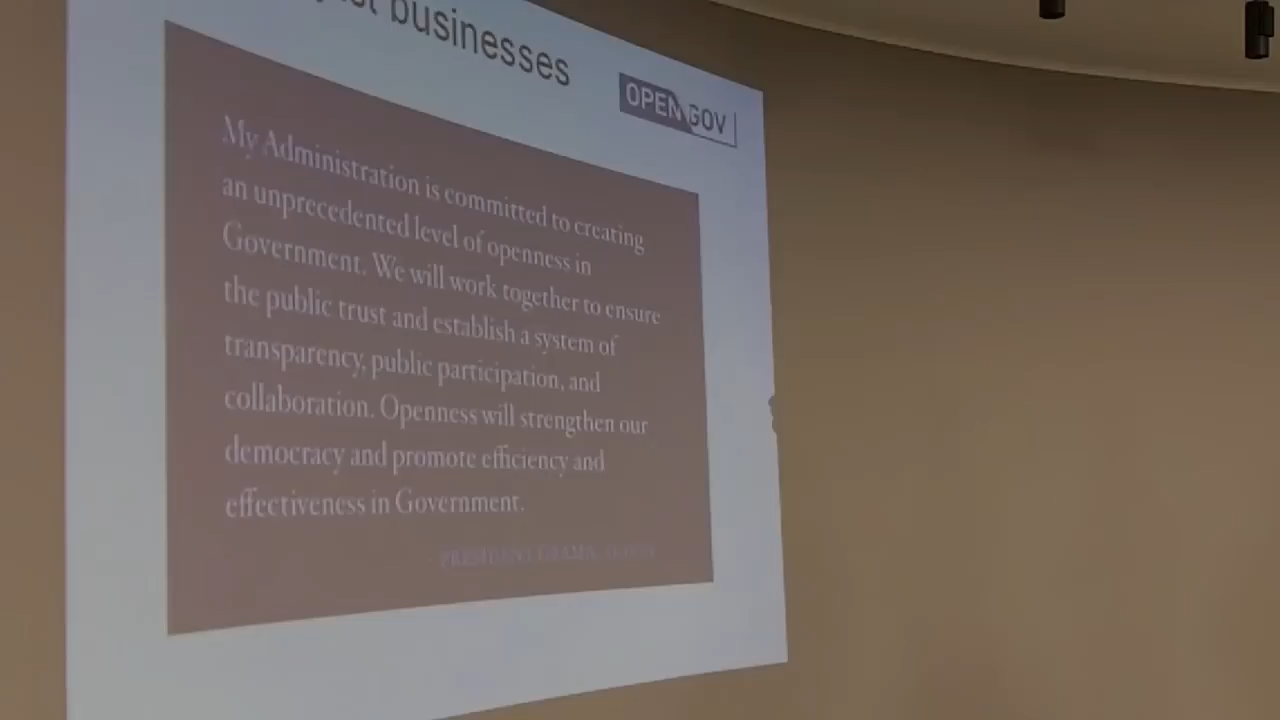 businesses
OPEN GOV
My Administration is committed to creating
an unprecedented level of openness in
Government. We will work together to ensure
the public trust and establish a system of
transparency, public participation, and
collaboration. Openness will strengthen our
democracy and promote efficiency and
effectiveness in Government.
PRESIDENT OBAMA,